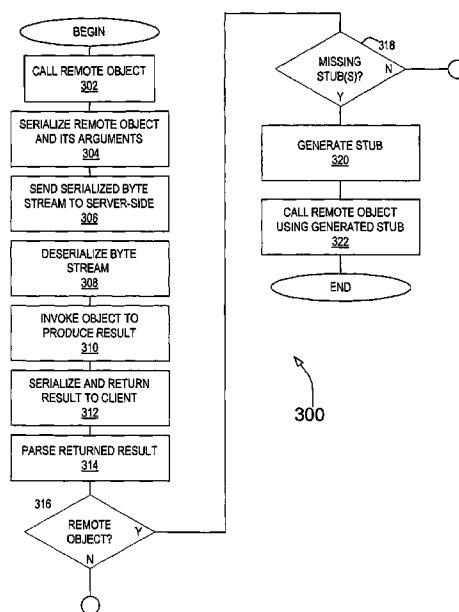 BEGIN
CALL REMOTE OBJECT
302
SERIALIZE REMOTE OBJECT
AND ITS ARGUMENTS
304
SEND SERIALIZED BYTE
STREAM TO SERVER-SIDE
306
DESERIALIZE BYTE
STREAM
308
INVOKE OBJECT TO
PRODUCE RESULT
310
SERIALIZE AND RETURN
RESULT TO CLIENT
312
PARSE RETURNED RESULT
314
316
REMOTE
OBJECT?
Y
N
318
MISSING
STUB(S)?
N
Y
GENERATE STUB
320
CALL REMOTE OBJECT
USING GENERATED STUB
322
END
300